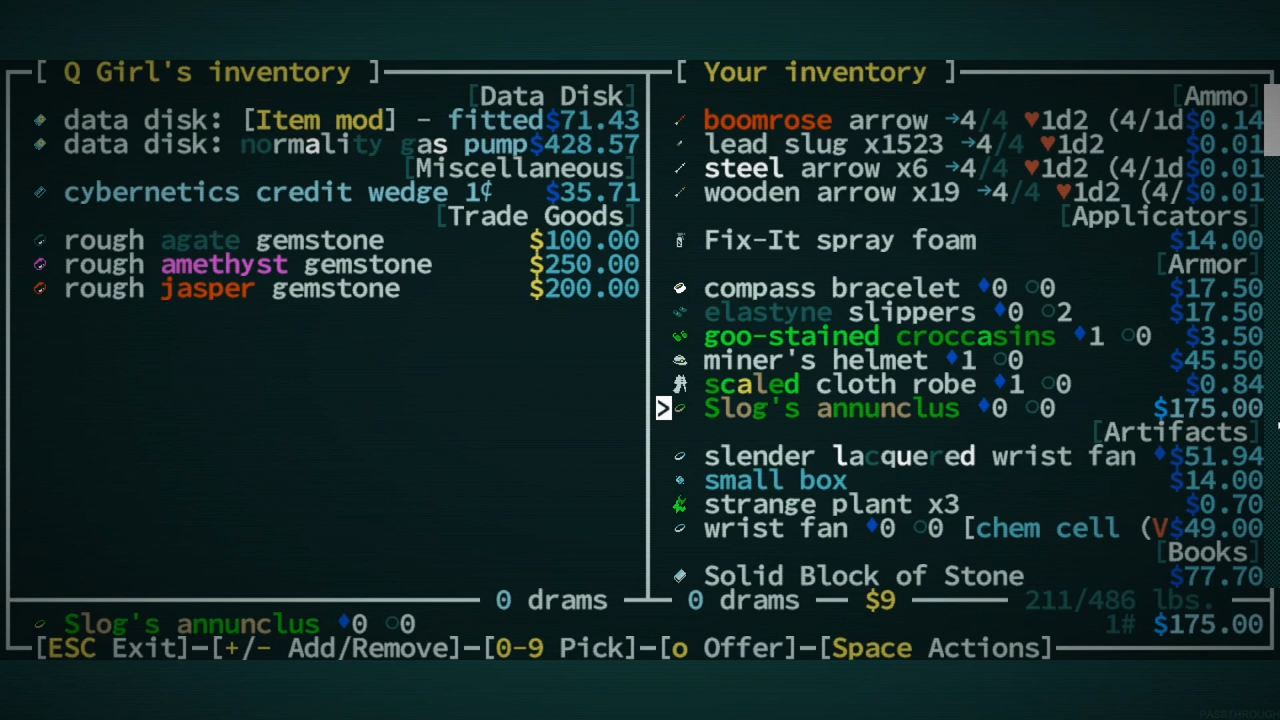 [ Q Girl's inventory ]
[Data Disk]
data disk: [Item mod] - fitted$71.43
data disk: normality gas pump$428.57
[Miscellaneous]
cybernetics credit wedge 1¢ $35.71
[Trade Goods]
rough agate gemstone $100.00
rough amethyst gemstone $250.00
rough jasper gemstone $200.00
0 drams
[ Your inventory ]
[Ammo]
boomrose arrow →4/4 ♥1d2 (4/1d$0.14
lead slug x1523 →4/4 ♥1d2 $0.01
steel arrow x6 →4/4 ♥1d2 (4/1d$0.01
wooden arrow x19 →4/4 ♥1d2 (4/$0.01
[Applicators]
Fix-It spray foam $14.00
[Armor]
compass bracelet ♦0 ○0 $17.50
elastyne slippers ♦0 ○2 $17.50
goo-stained croccasins ♦1 ○0 $3.50
miner's helmet ♦1 ○0 $45.50
scaled cloth robe ♦1 ○0 $0.84
> Slog's annunclus ♦0 ○0 $175.00
[Artifacts]
slender lacquered wrist fan ♦$51.94
small box $14.00
strange plant x3 $0.70
wrist fan ♦0 ○0 [chem cell (V$49.00
[Books]
Solid Block of Stone $77.70
0 drams $9 211/486 lbs.
Slog's annunclus ♦0 ○0 1# $175.00
[ESC Exit]-[+/- Add/Remove]-[0-9 Pick]-[o Offer]-[Space Actions]